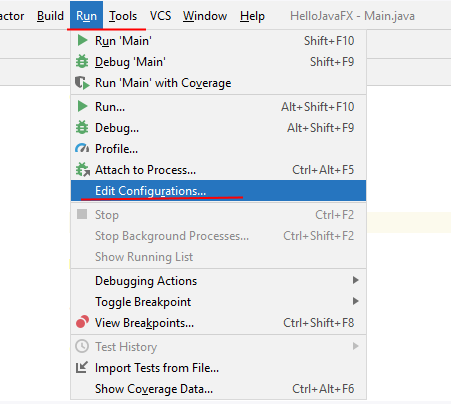 actor Build Run Tools VCS Window Help HelloJavaFX - Main.java
Run 'Main' Shift+F10
Debug 'Main' Shift+F9
Run 'Main' with Coverage
Run... Alt+Shift+F10
Debug... Alt+Shift+F9
Profile...
Attach to Process... Ctrl+Alt+F5
Edit Configurations...
Stop Ctrl+F2
Stop Background Processes... Ctrl+Shift+F2
Show Running List
Debugging Actions
Toggle Breakpoint
View Breakpoints... Ctrl+Shift+F8
Test History
Import Tests from File...
Show Coverage Data... Ctrl+Alt+F6